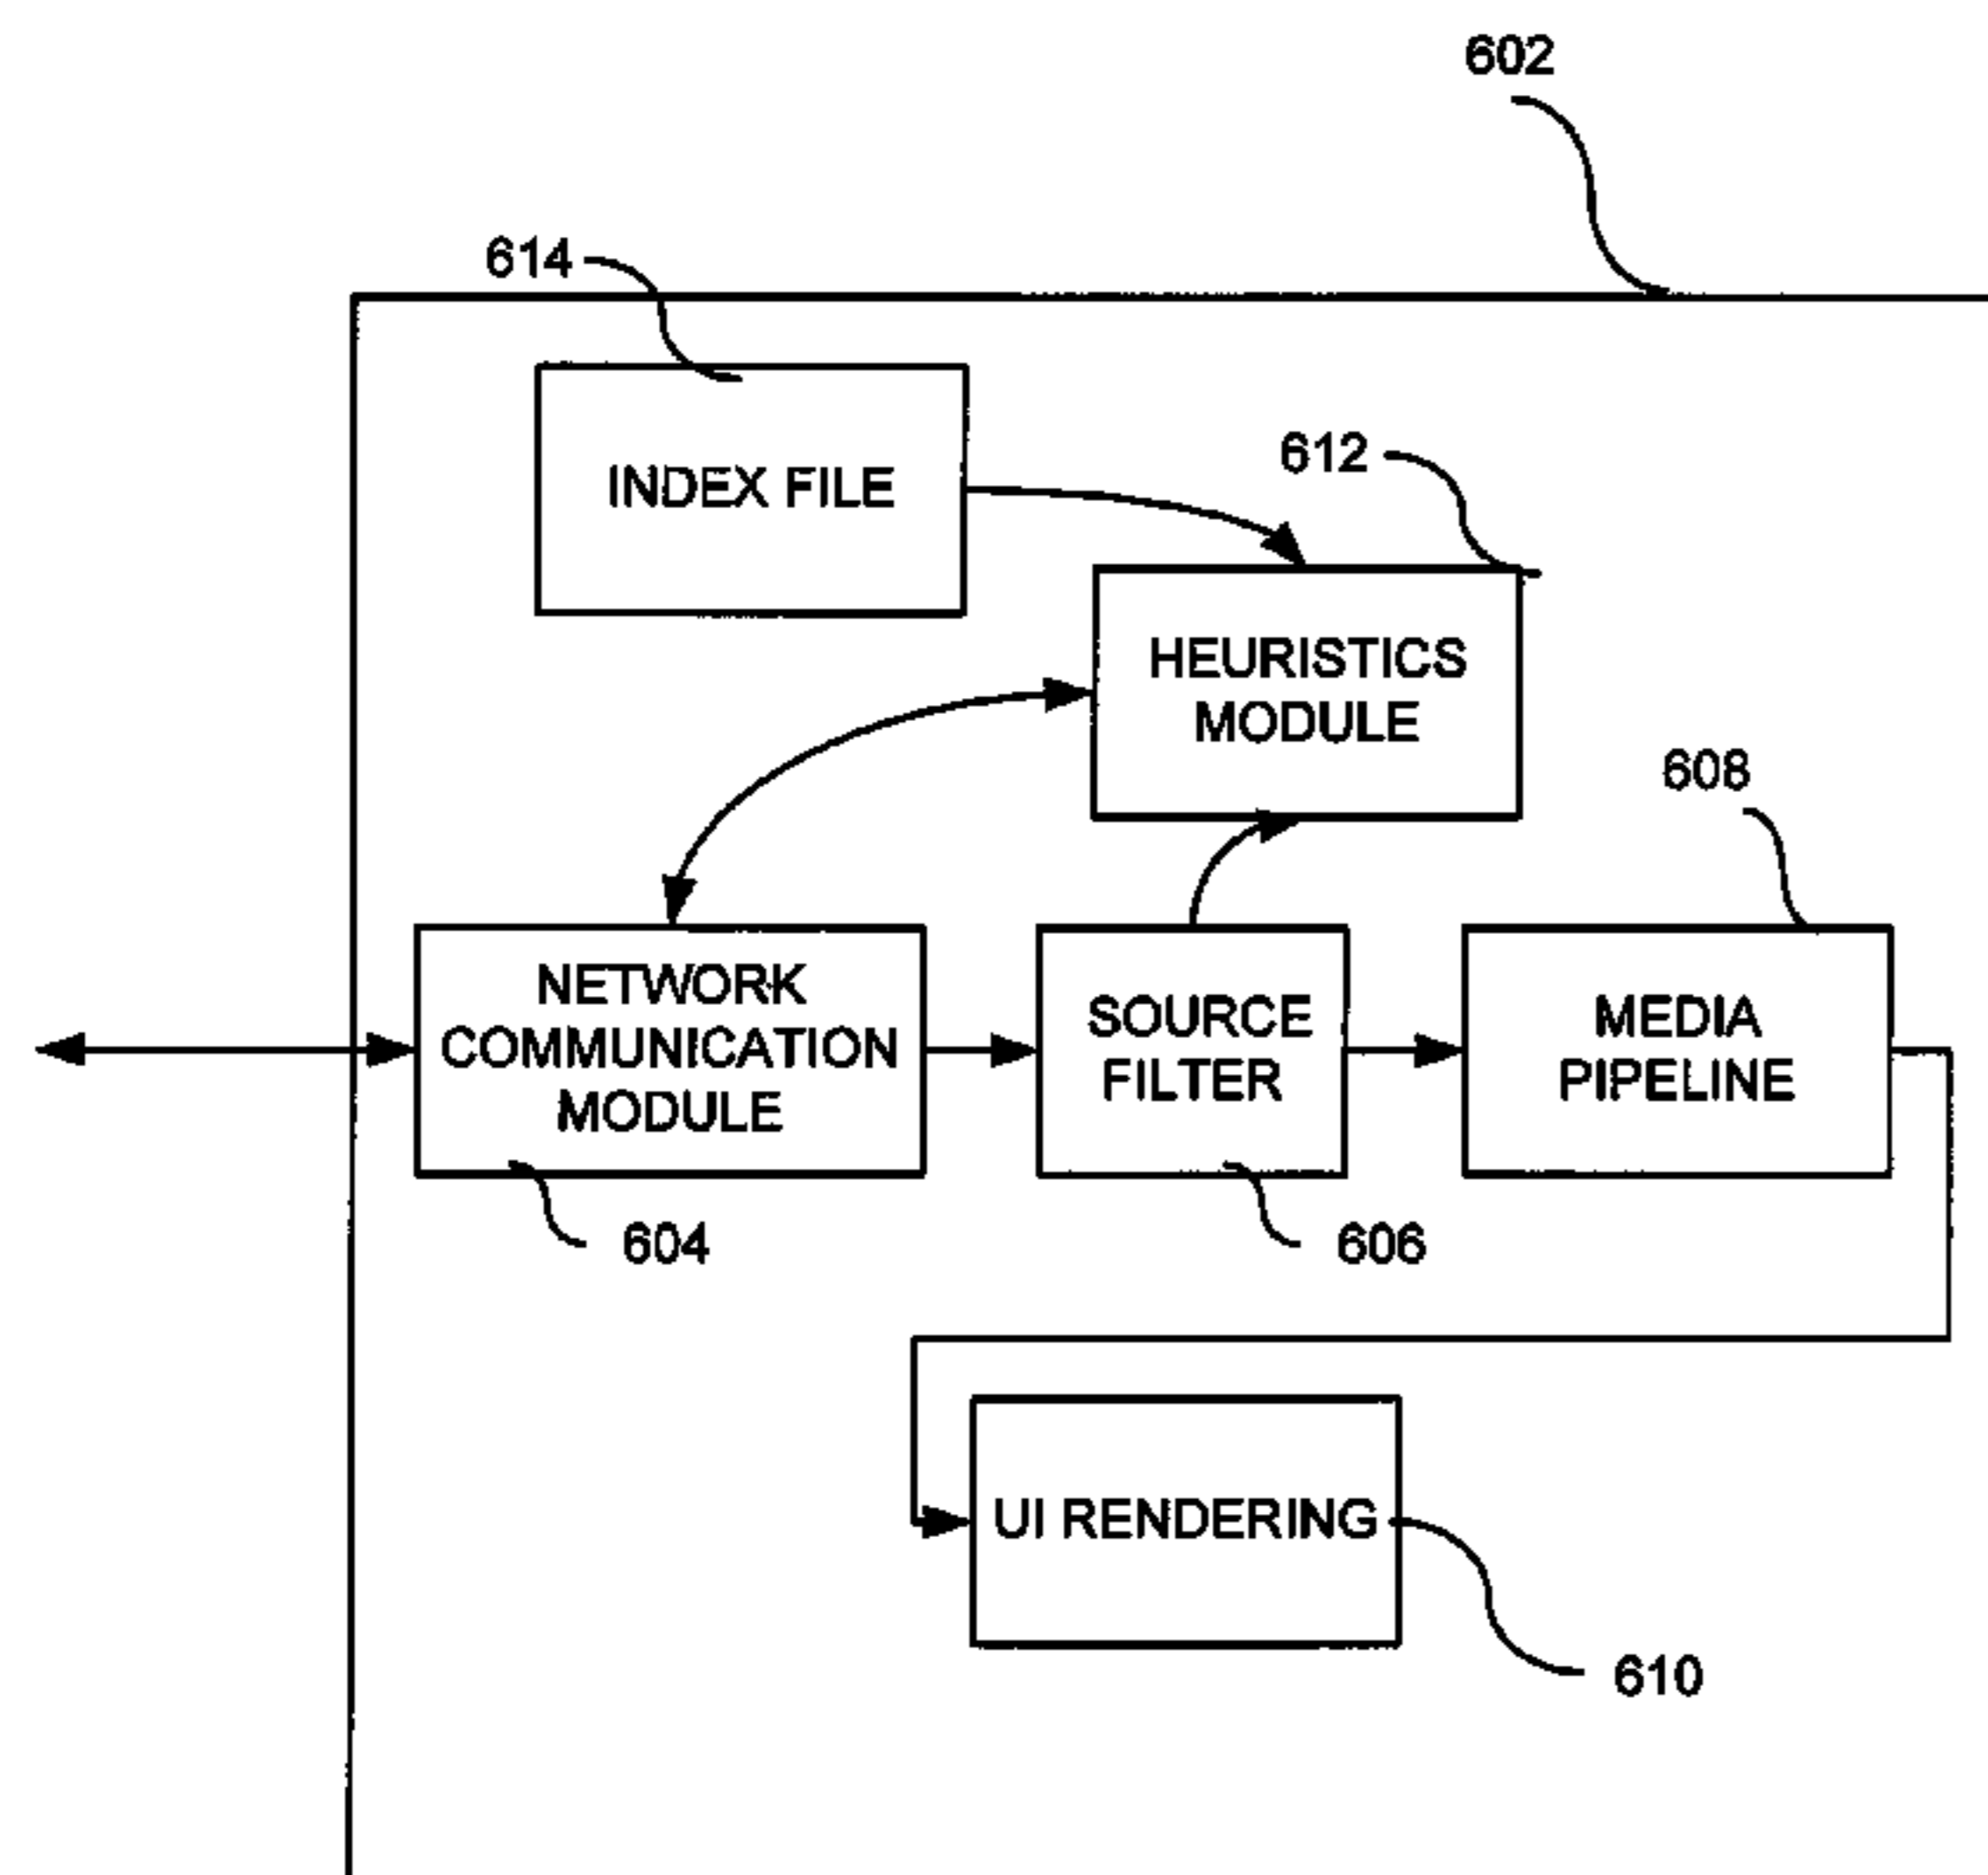 602
614
INDEX FILE
612
HEURISTICS
MODULE
608
NETWORK
COMMUNICATION
MODULE
SOURCE
FILTER
MEDIA
PIPELINE
604
606
UI RENDERING
610